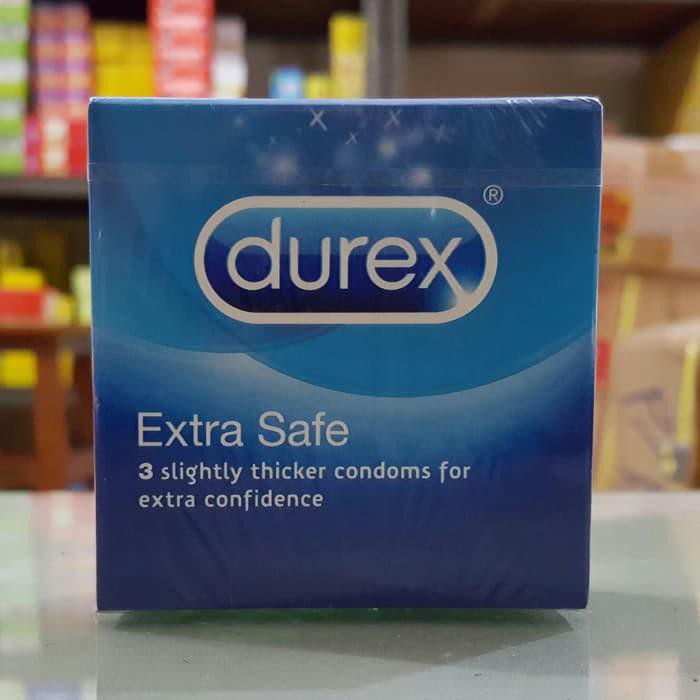 durex®
Extra Safe
3 slightly thicker condoms for
extra confidence